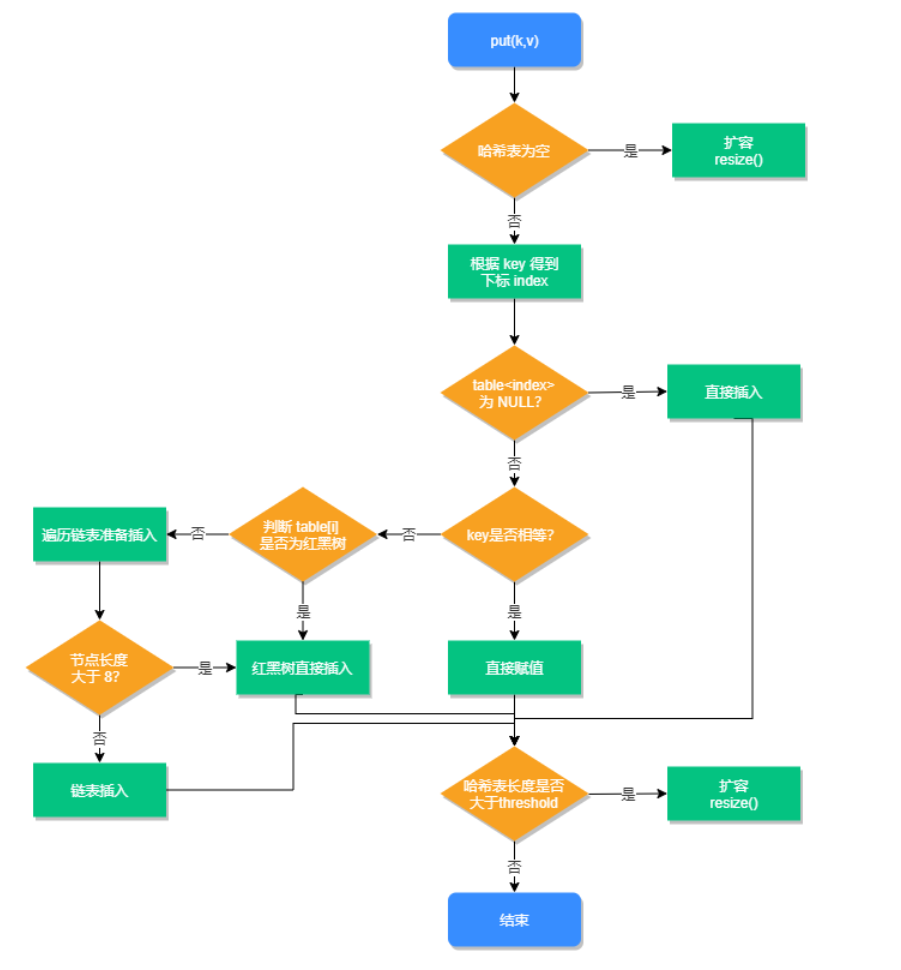 put(k,v)
哈希表为空
是
扩容
resize()
否
根据 key 得到
下标 index
table<index>
为 NULL?
是
直接插入
否
key是否相等?
否
判断 table[i]
是否为红黑树
否
遍历链表准备插入
是
是
节点长度
大于 8?
是
红黑树直接插入
直接赋值
否
链表插入
哈希表长度是否
大于threshold
是
扩容
resize()
否
结束